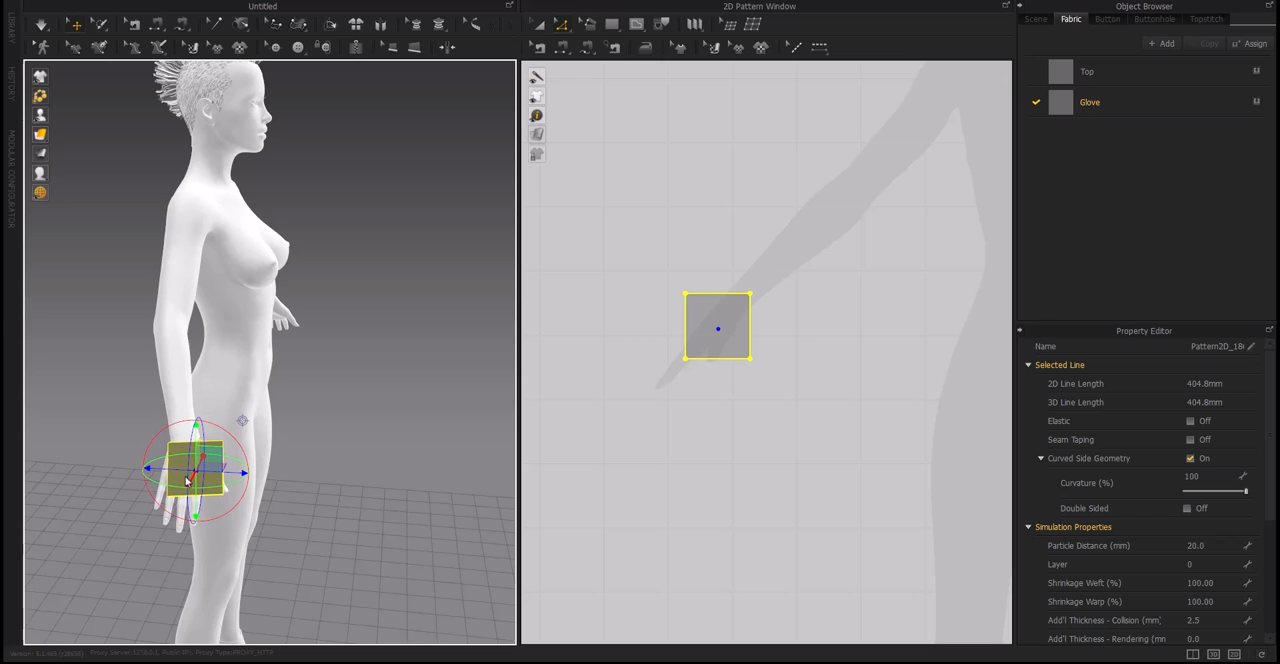 Untitled
2D Pattern Window
Object Browser
Scene Fabric Button Buttonhole Topstitch
+ Add Copy Assign
Top
Glove
LIBRARY
HISTORY
MODULAR CONFIGURATOR
Property Editor
Name Pattern2D_18
Selected Line
2D Line Length 404.8mm
3D Line Length 404.8mm
Elastic Off
Seam Taping Off
Curved Side Geometry On
Curvature (%) 100
Double Sided Off
Simulation Properties
Particle Distance (mm) 20.0
Layer 0
Shrinkage Weft (%) 100.00
Shrinkage Warp (%) 100.00
Add'l Thickness - Collision (mm) 2.5
Add'l Thickness - Rendering (mm 0.0
3D 2D